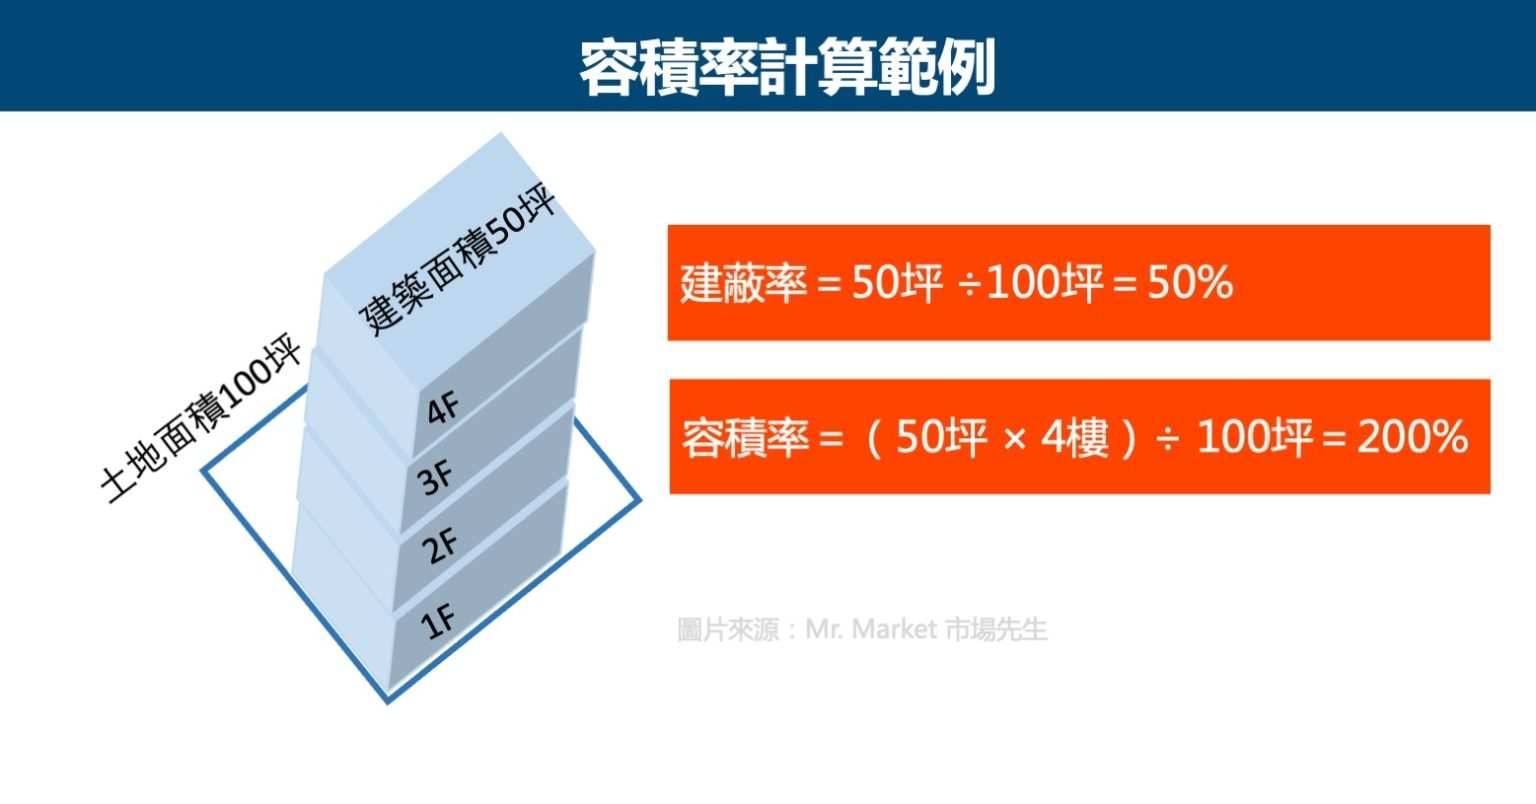 容積率計算範例
建築面積50坪
土地面積100坪
4F
3F
2F
1F
建蔽率＝50坪 ÷100坪＝50%
容積率＝（ 50坪 × 4樓 ）÷ 100坪＝200%
圖片來源：Mr. Market 市場先生